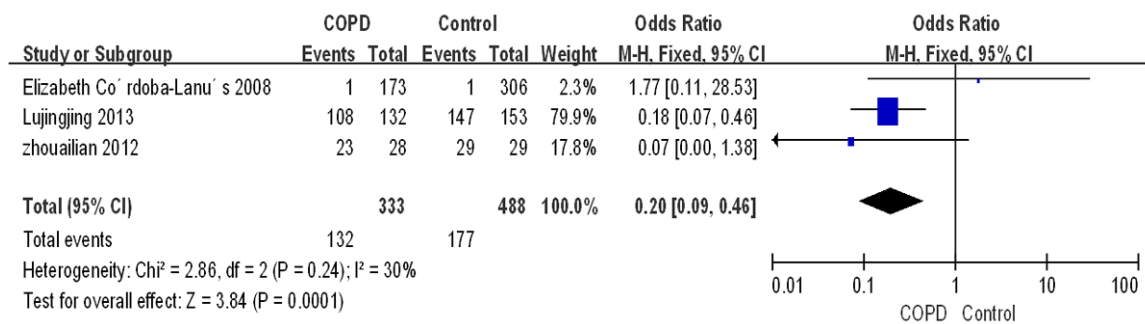 COPD Control Odds Ratio Odds Ratio
Study or Subgroup Events Total Events Total Weight M-H, Fixed, 95% CI M-H, Fixed, 95% CI
Elizabeth Co´ rdoba-Lanu´ s 2008 1 173 1 306 2.3% 1.77 [0.11, 28.53]
Lujingjing 2013 108 132 147 153 79.9% 0.18 [0.07, 0.46]
zhouailian 2012 23 28 29 29 17.8% 0.07 [0.00, 1.38]
Total (95% CI) 333 488 100.0% 0.20 [0.09, 0.46]
Total events 132 177
Heterogeneity: Chi² = 2.86, df = 2 (P = 0.24); I² = 30%
Test for overall effect: Z = 3.84 (P = 0.0001)
0.01 0.1 1 10 100
COPD Control